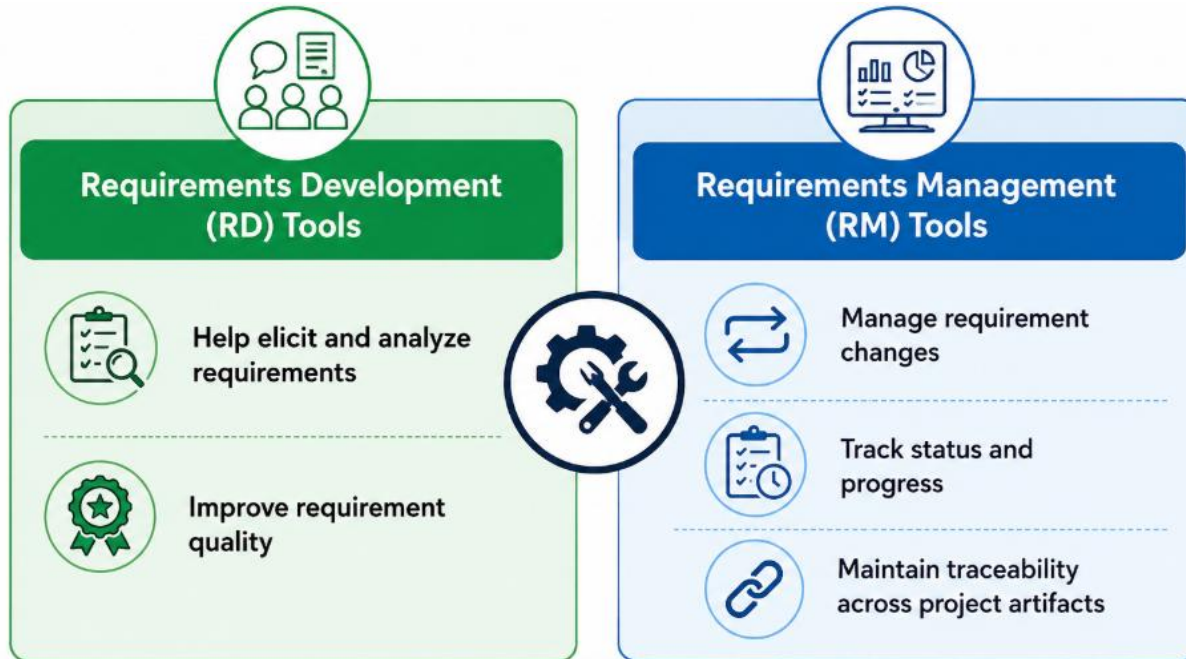 Requirements Development
(RD) Tools
Help elicit and analyze
requirements
Improve requirement
quality
Requirements Management
(RM) Tools
Manage requirement
changes
Track status and
progress
Maintain traceability
across project artifacts